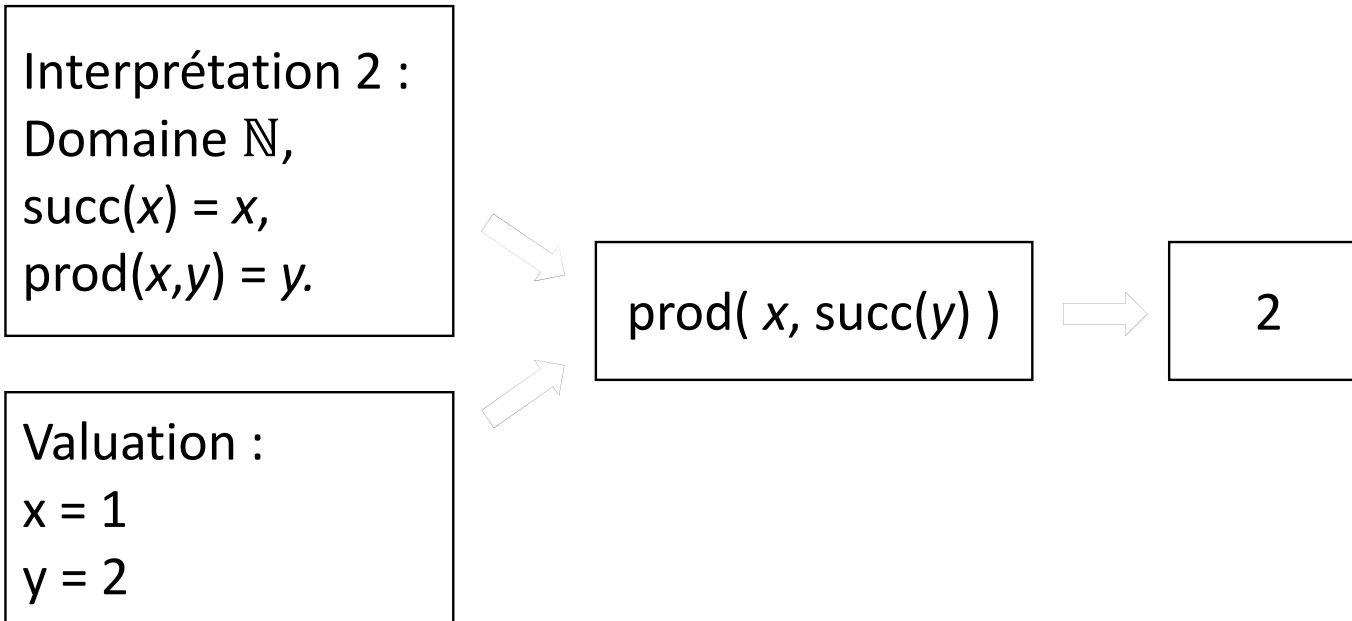 Interprétation 2 :
Domaine ℕ,
succ(x) = x,
prod(x,y) = y.
Valuation :
x = 1
y = 2
prod( x, succ(y) )
2